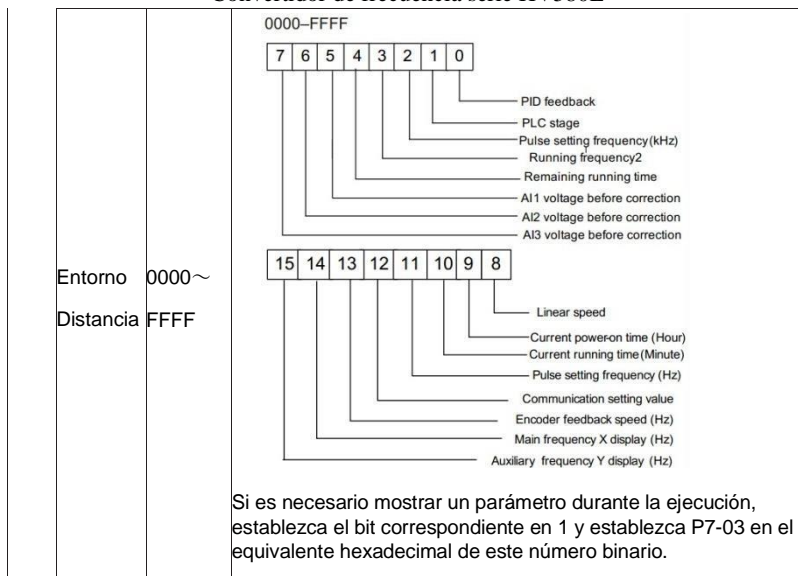 0000–FFFF
7 6 5 4 3 2 1 0
PID feedback
PLC stage
Pulse setting frequency(kHz)
Running frequency2
Remaining running time
AI1 voltage before correction
AI2 voltage before correction
AI3 voltage before correction
15 14 13 12 11 10 9 8
Entorno 0000～
Distancia FFFF
Linear speed
Current power-on time (Hour)
Current running time(Minute)
Pulse setting frequency (Hz)
Communication setting value
Encoder feedback speed (Hz)
Main frequency X display (Hz)
Auxiliary frequency Y display (Hz)
Si es necesario mostrar un parámetro durante la ejecución,
establezca el bit correspondiente en 1 y establezca P7-03 en el
equivalente hexadecimal de este número binario.